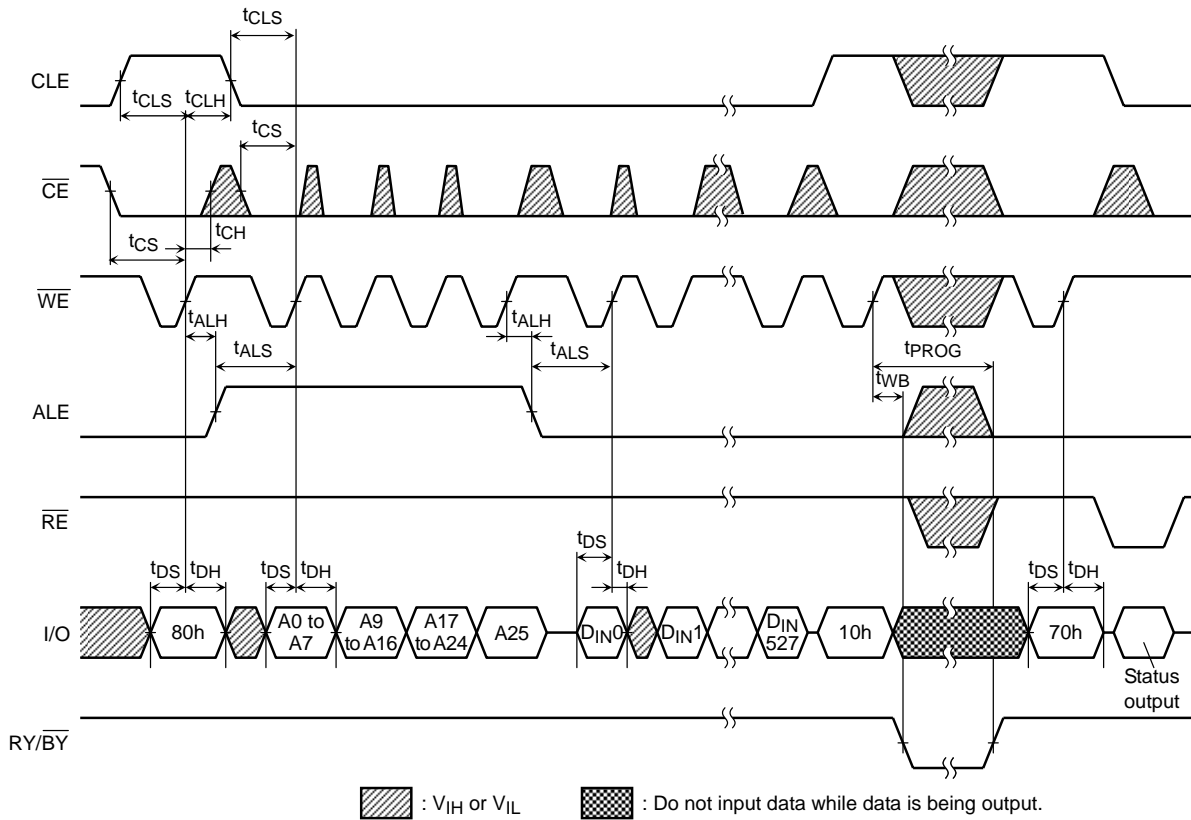 tCLS
CLE
tCLS
tCLH
tCS
CE
tCS
tCH
WE
tALH
tALS
tALH
tALS
tPROG
tWB
ALE
RE
tDS
tDH
tDS
tDH
tDS
tDH
tDS
tDH
I/O
80h
A0 to
A7
A9
to A16
A17
to A24
A25
DIN0
DIN1
DIN
527
10h
70h
Status
output
RY/BY
: VIH or VIL
: Do not input data while data is being output.